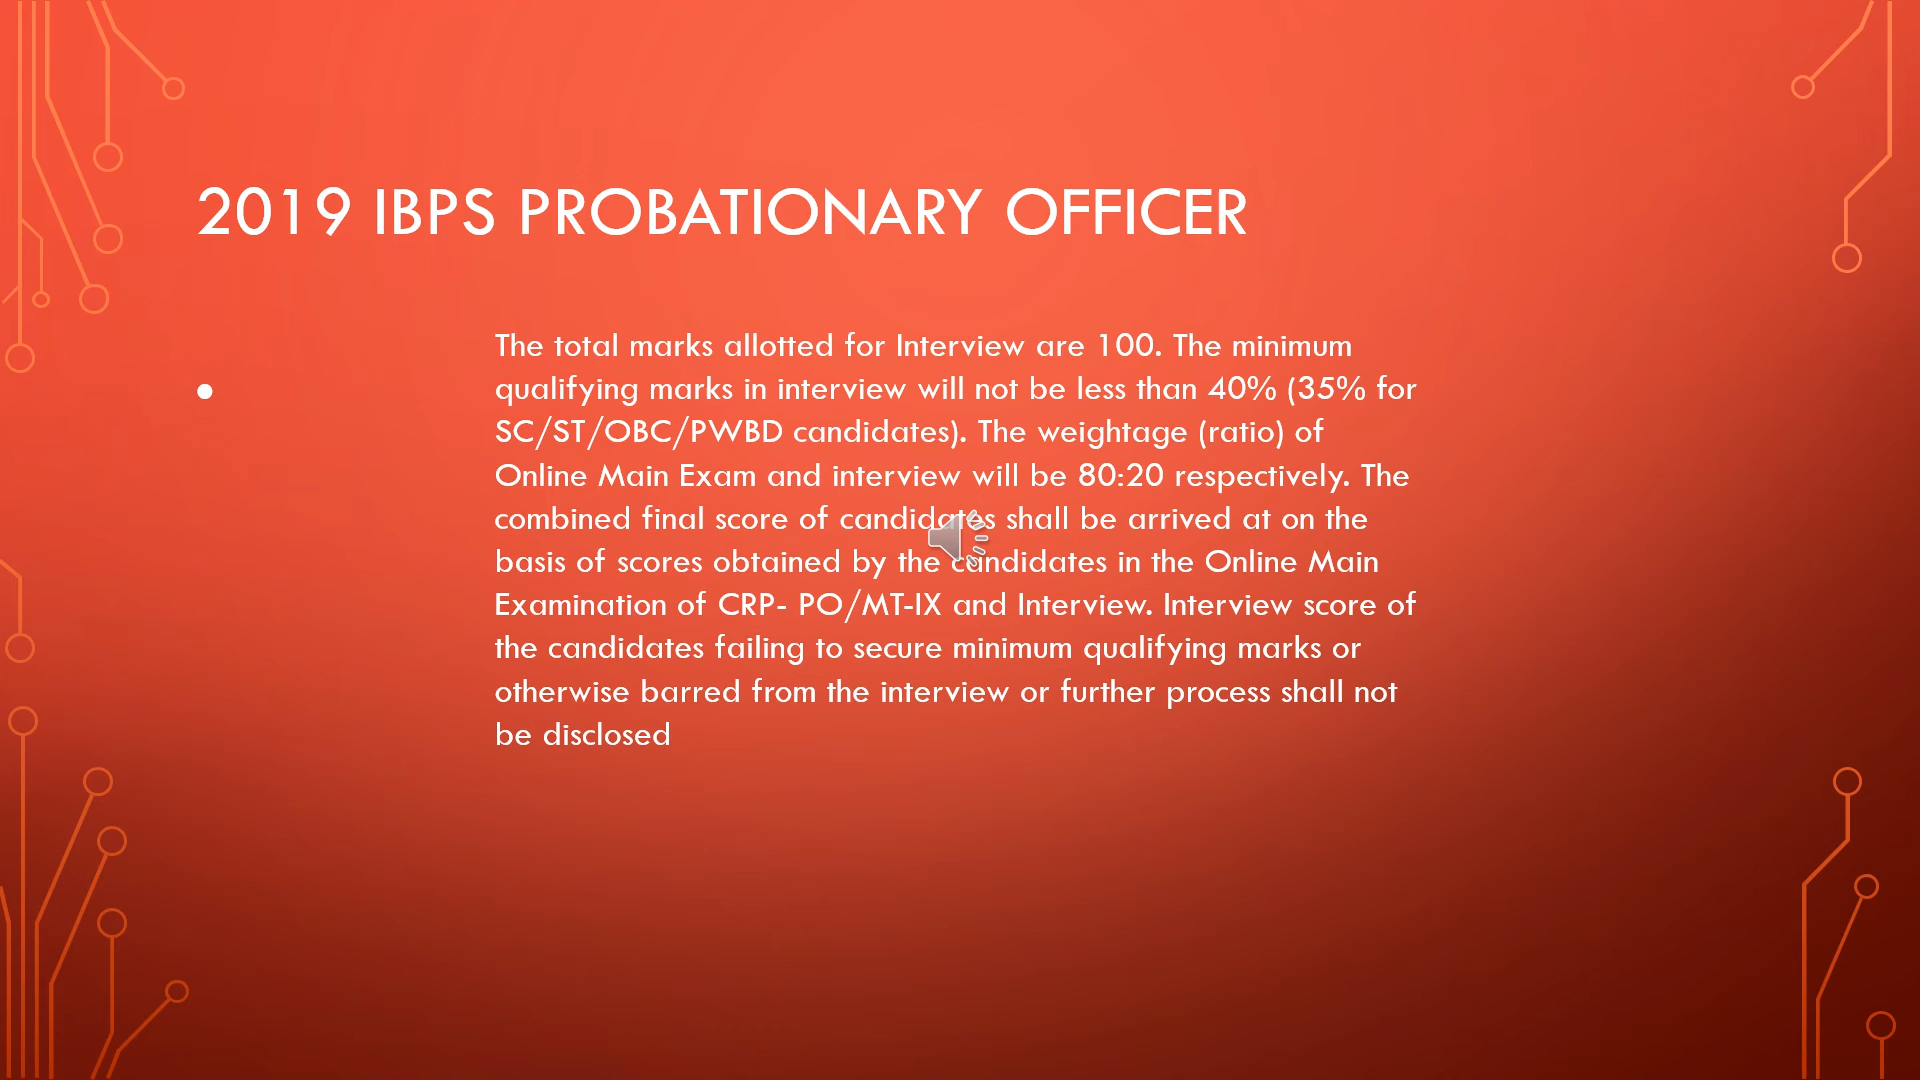 2019 IBPS PROBATIONARY OFFICER
The total marks allotted for Interview are 100. The minimum
qualifying marks in interview will not be less than 40% (35% for
SC/ST/OBC/PWBD candidates). The weightage (ratio) of
Online Main Exam and interview will be 80:20 respectively. The
combined final score of candidates shall be arrived at on the
basis of scores obtained by the candidates in the Online Main
Examination of CRP- PO/MT-IX and Interview. Interview score of
the candidates failing to secure minimum qualifying marks or
otherwise barred from the interview or further process shall not
be disclosed